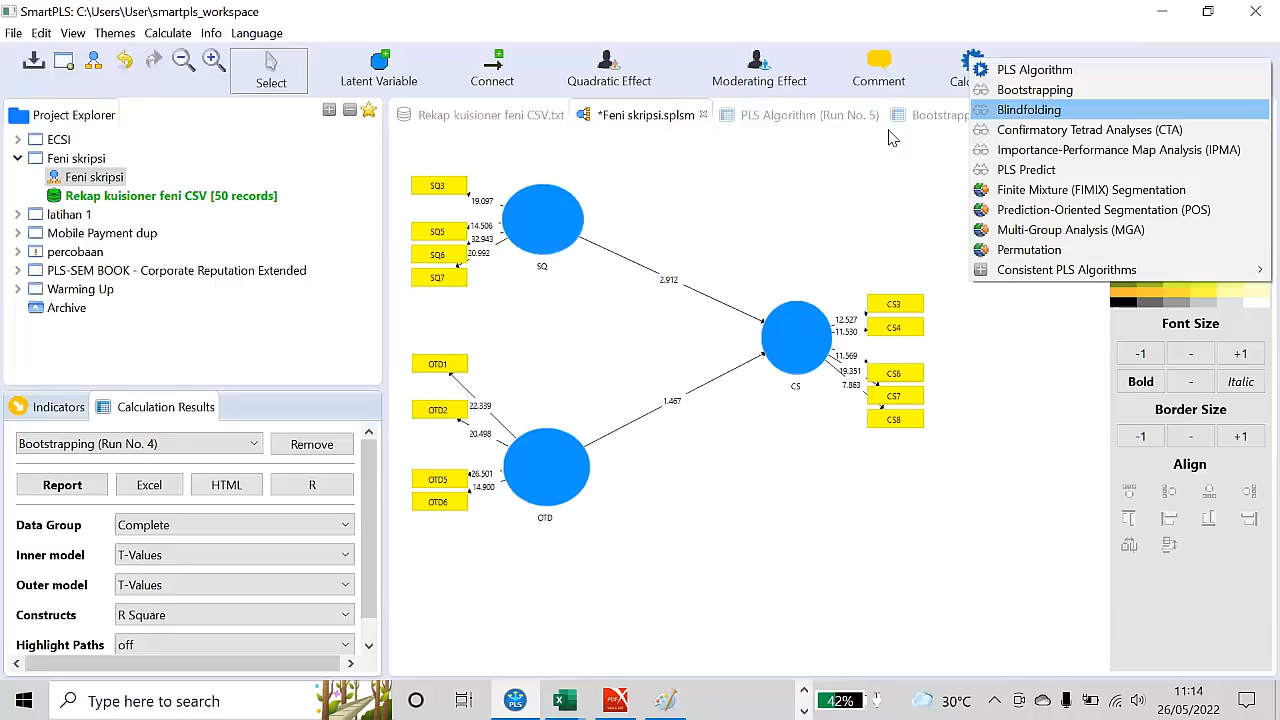 SmartPLS: C:\Users\User\smartpls_workspace
File Edit View Themes Calculate Info Language
Select
Latent Variable
Connect
Quadratic Effect
Moderating Effect
Comment
PLS Algorithm
Bootstrapping
Blindfolding
Confirmatory Tetrad Analyses (CTA)
Importance-Performance Map Analysis (IPMA)
PLS Predict
Finite Mixture (FIMIX) Segmentation
Prediction-Oriented Segmentation (POS)
Multi-Group Analysis (MGA)
Permutation
Consistent PLS Algorithms
Project Explorer
ECSI
Feni skripsi
Feni skripsi
Rekap kuisioner feni CSV [50 records]
latihan 1
Mobile Payment dup
percobaan
PLS-SEM BOOK - Corporate Reputation Extended
Warming Up
Archive
Rekap kuisioner feni CSV.txt
*Feni skripsi.splsm
PLS Algorithm (Run No. 5)
SQ3
19.097
SQ5
14.506
32.943
SQ6
20.992
SQ7
SQ
2.912
OTD1
22.339
OTD2
20.498
OTD5
26.501
14.900
OTD6
OTD
1.467
CS
CS3
12.527
11.530
CS4
11.569
19.351
CS6
7.863
CS7
CS8
Indicators
Calculation Results
Bootstrapping (Run No. 4)
Remove
Report
Excel
HTML
R
Data Group
Complete
Inner model
T-Values
Outer model
T-Values
Constructs
R Square
Highlight Paths
off
Font Size
-1 - +1
Bold - Italic
Border Size
-1 - +1
Align
Type here to search
PLS
42%
30°C
11:14
26/05/2022